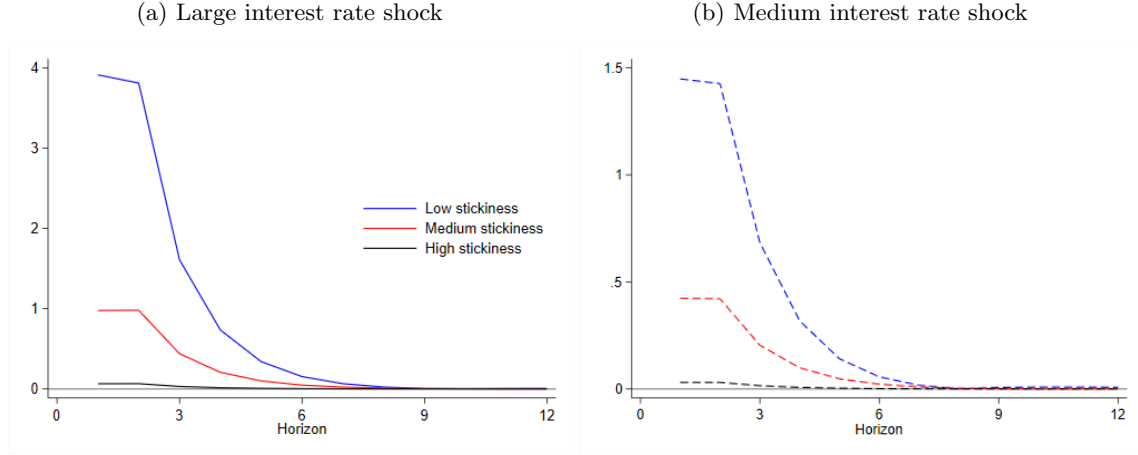 (a) Large interest rate shock
(b) Medium interest rate shock
4
3
2
1
0
Low stickiness
Medium stickiness
High stickiness
0 3 6 9 12
Horizon
1.5
1
.5
0
0 3 6 9 12
Horizon